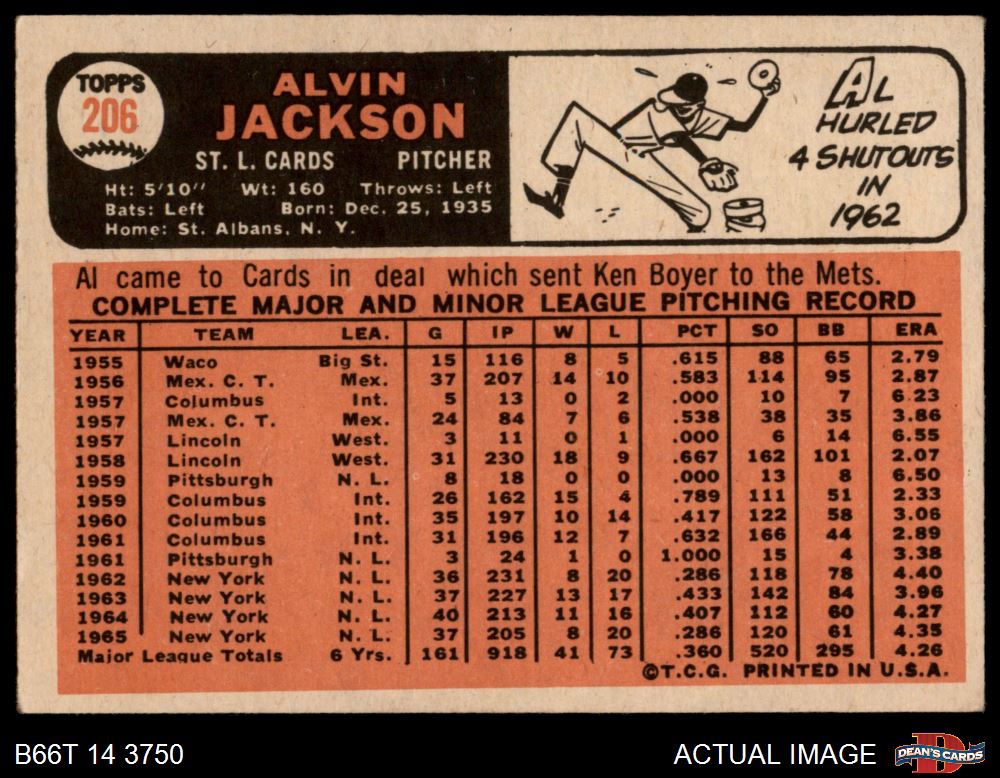 TOPPS
206
ALVIN
JACKSON
ST. L. CARDS PITCHER
Ht: 5'10" Wt: 160 Throws: Left
Bats: Left Born: Dec. 25, 1935
Home: St. Albans, N. Y.
AL
HURLED
4 SHUTOUTS
IN
1962
Al came to Cards in deal which sent Ken Boyer to the Mets.
COMPLETE MAJOR AND MINOR LEAGUE PITCHING RECORD
YEAR TEAM LEA. G IP W L PCT SO BB ERA
1955 Waco Big St. 15 116 8 5 .615 88 65 2.79
1956 Mex. C. T. Mex. 37 207 14 10 .583 114 95 2.87
1957 Columbus Int. 5 13 0 2 .000 10 7 6.23
1957 Mex. C. T. Mex. 24 84 7 6 .538 38 35 3.86
1957 Lincoln West. 3 11 0 1 .000 6 14 6.55
1958 Lincoln West. 31 230 18 9 .667 162 101 2.07
1959 Pittsburgh N. L. 8 18 0 0 .000 13 8 6.50
1959 Columbus Int. 26 162 15 4 .789 111 51 2.33
1960 Columbus Int. 35 197 10 14 .417 122 58 3.06
1961 Columbus Int. 31 196 12 7 .632 166 44 2.89
1961 Pittsburgh N. L. 3 24 1 0 1.000 15 4 3.38
1962 New York N. L. 36 231 8 20 .286 118 78 4.40
1963 New York N. L. 37 227 13 17 .433 142 84 3.96
1964 New York N. L. 40 213 11 16 .407 112 60 4.27
1965 New York N. L. 37 205 8 20 .286 120 61 4.35
Major League Totals 6 Yrs. 161 918 41 73 .360 520 295 4.26
©T.C.G. PRINTED IN U.S.A.
B66T 14 3750 ACTUAL IMAGE
D
DEAN'S CARDS